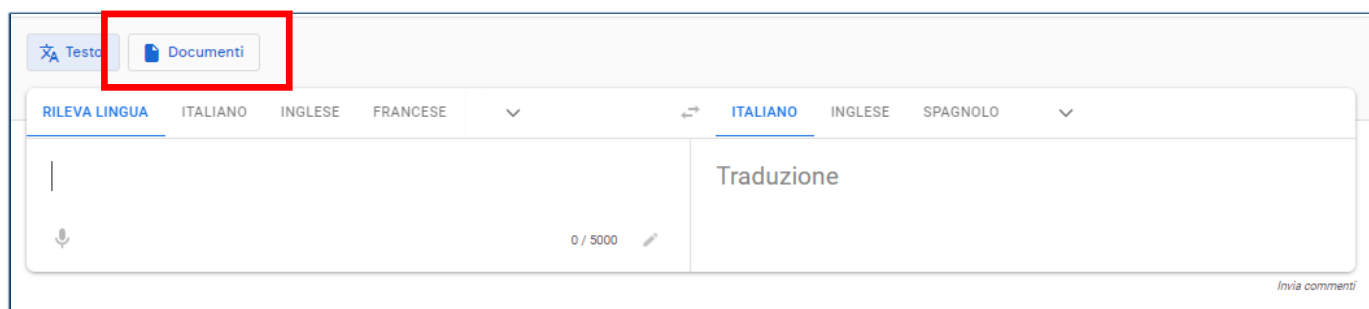 Testo Documenti
RILEVA LINGUA ITALIANO INGLESE FRANCESE ITALIANO INGLESE SPAGNOLO
Traduzione
0 / 5000
Invia commenti